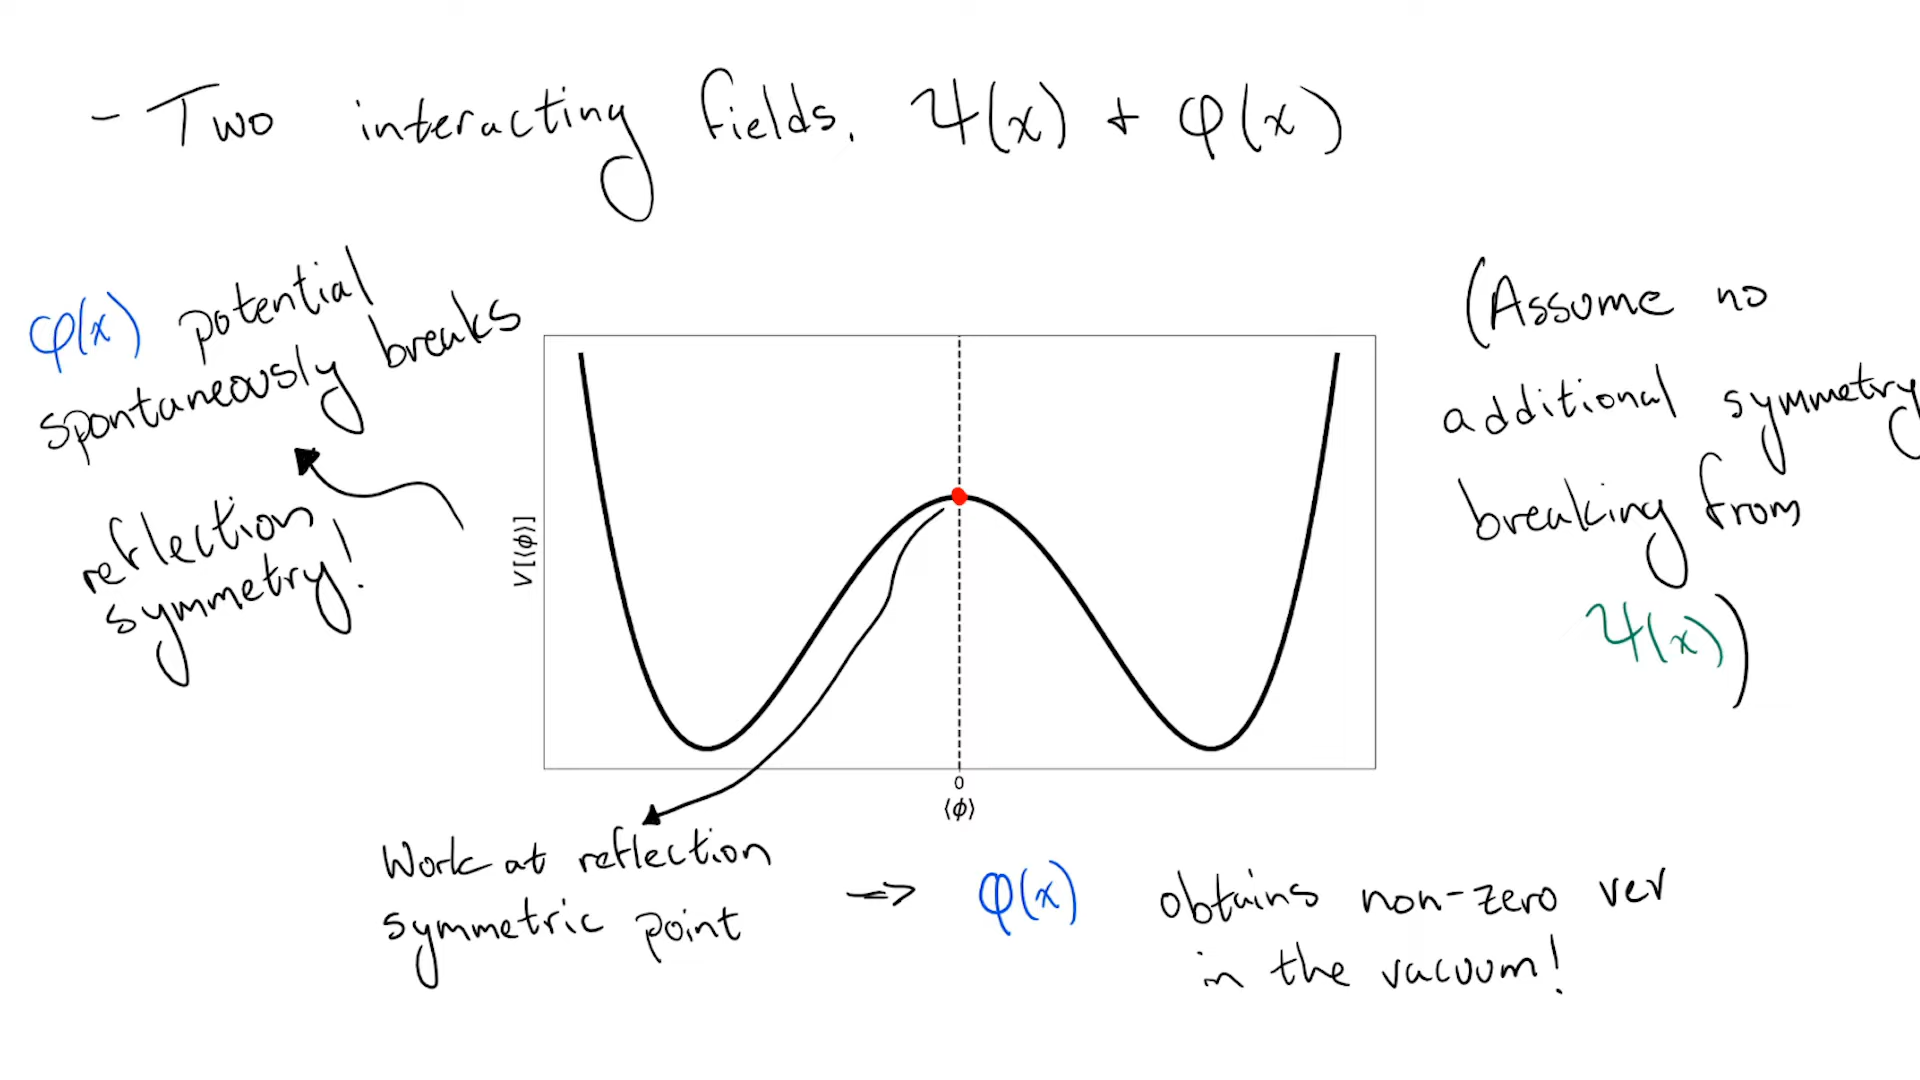 - Two interacting fields. Ψ(x) + φ(x)
φ(x) potential
spontaneously breaks
reflection
symmetry!
V[⟨ϕ⟩]
0
⟨ϕ⟩
(Assume no
additional symmetry
breaking from
Ψ(x))
Work at reflection
symmetric point
=> φ(x) obtains non-zero vev
in the vacuum!